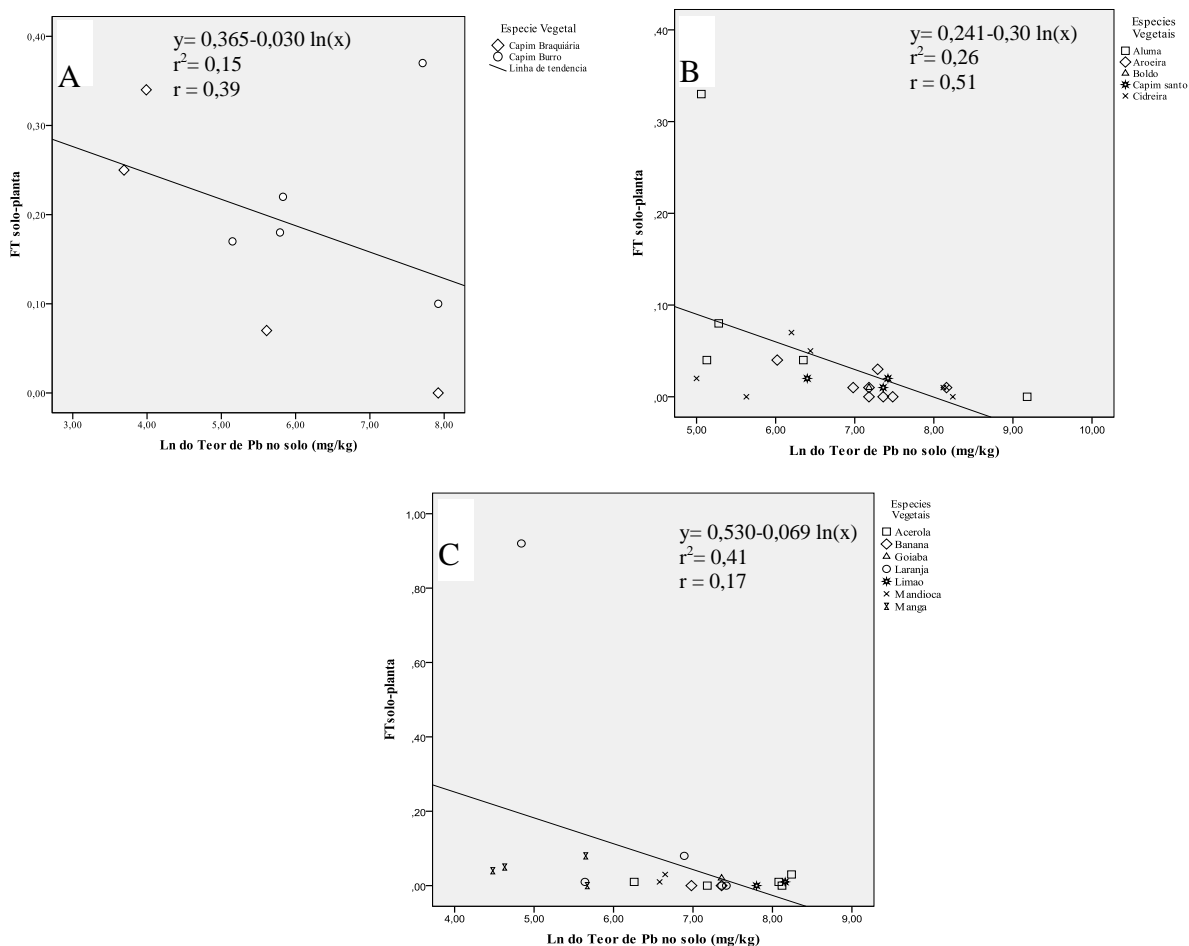 A
y= 0,365-0,030 ln(x)
r²= 0,15
r = 0,39
FT solo-planta
0,40
0,30
0,20
0,10
0,00
3,00 4,00 5,00 6,00 7,00 8,00
Ln do Teor de Pb no solo (mg/kg)
Especie Vegetal
Capim Braquiária
Capim Burro
Linha de tendencia
B
y= 0,241-0,30 ln(x)
r²= 0,26
r = 0,51
FT solo-planta
,40
,30
,20
,10
,00
5,00 6,00 7,00 8,00 9,00 10,00
Ln do Teor de Pb no solo (mg/kg)
Especies
Vegetais
Aluma
Aroeira
Boldo
Capim santo
Cidreira
C
y= 0,530-0,069 ln(x)
r²= 0,41
r = 0,17
FTsolo-planta
1,00
,80
,60
,40
,20
,00
4,00 5,00 6,00 7,00 8,00 9,00
Ln do Teor de Pb no solo (mg/kg)
Especies
Vegetais
Acerola
Banana
Goiaba
Laranja
Limao
Mandioca
Manga